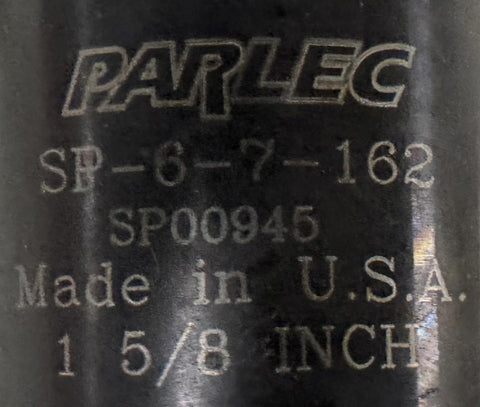 PARLEC
SP-6-7-162
SP00945
Made in U.S.A.
1 5/8 INCH